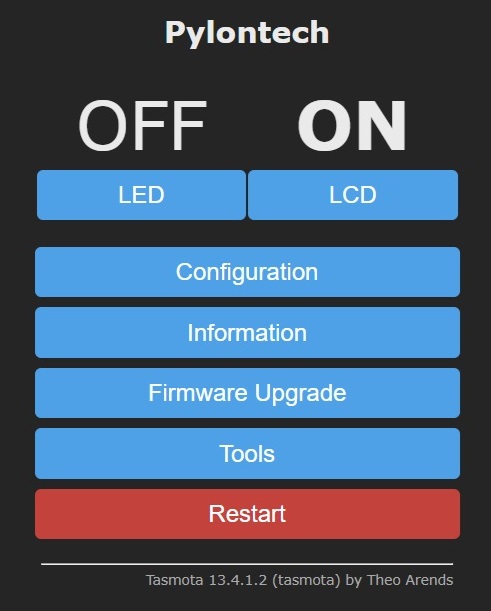 Pylontech
OFF ON
LED LCD
Configuration
Information
Firmware Upgrade
Tools
Restart
Tasmota 13.4.1.2 (tasmota) by Theo Arends